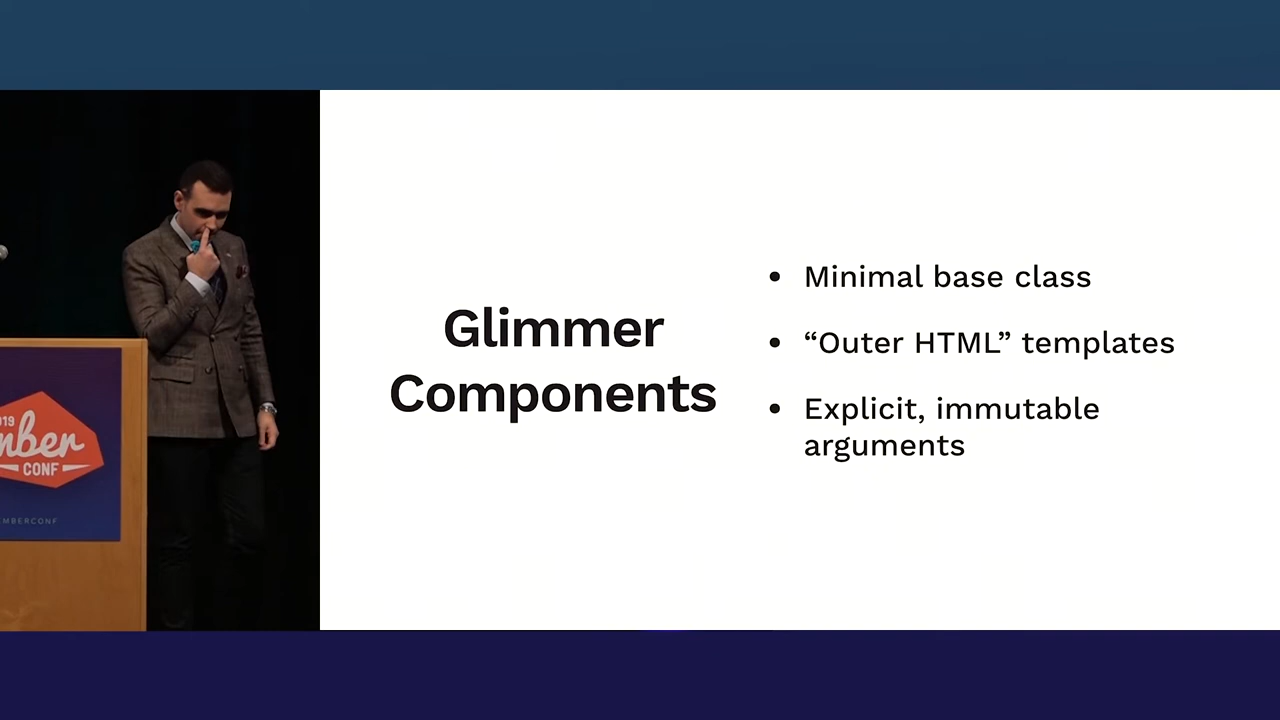 Glimmer
Components
• Minimal base class
• “Outer HTML” templates
• Explicit, immutable
arguments
CONF